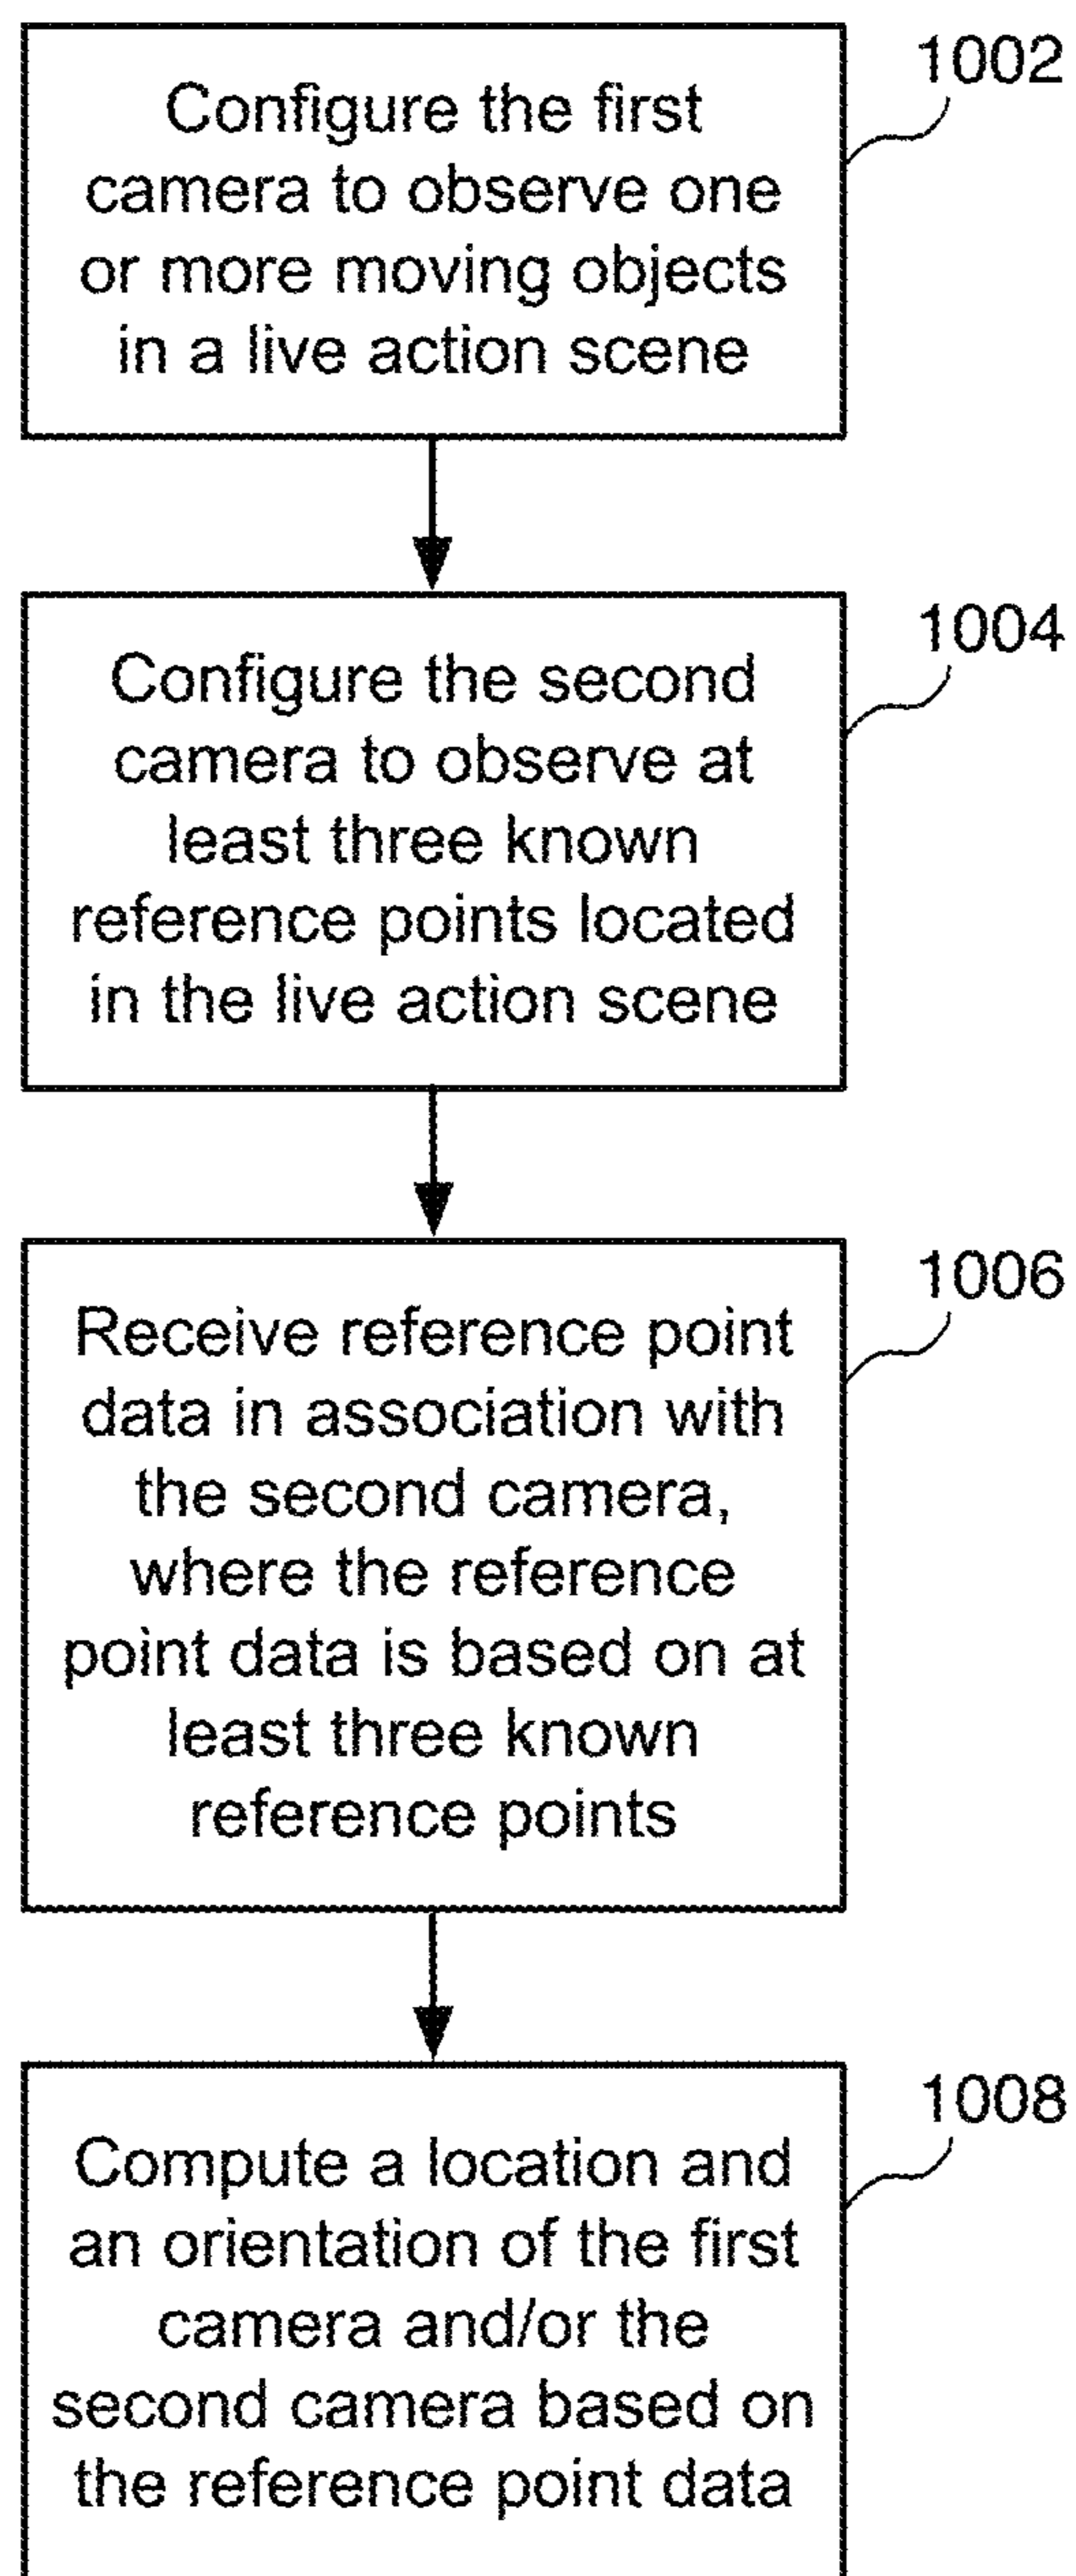 1002
Configure the first
camera to observe one
or more moving objects
in a live action scene
1004
Configure the second
camera to observe at
least three known
reference points located
in the live action scene
1006
Receive reference point
data in association with
the second camera,
where the reference
point data is based on at
least three known
reference points
1008
Compute a location and
an orientation of the first
camera and/or the
second camera based on
the reference point data